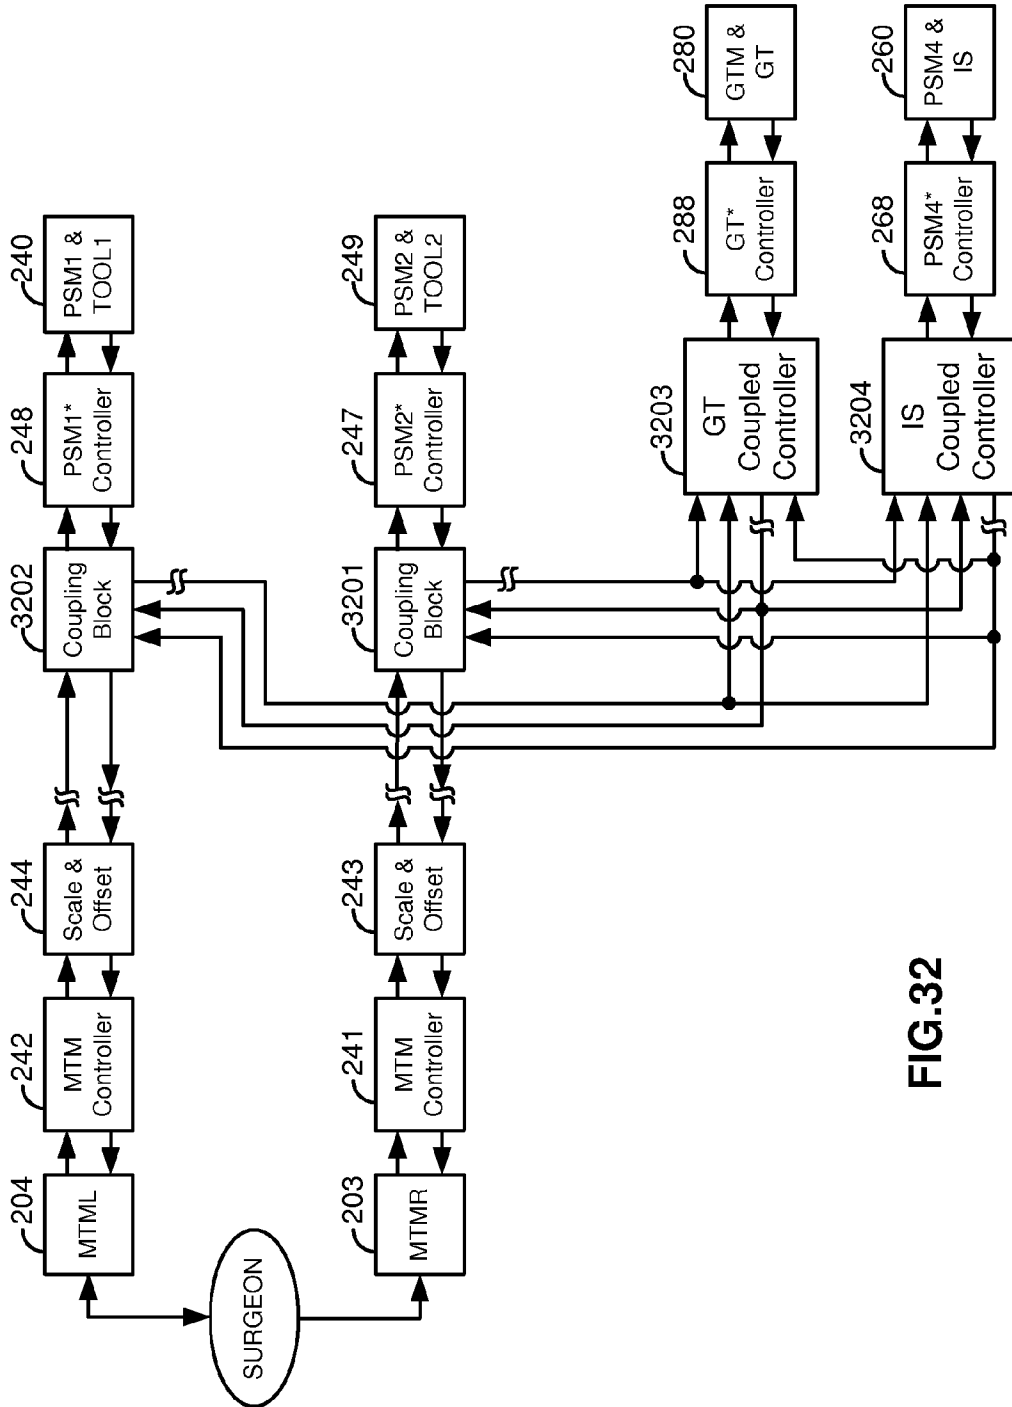 SURGEON
204
MTML
242
MTM
Controller
244
Scale &
Offset
3202
Coupling
Block
248
PSM1*
Controller
240
PSM1 &
TOOL1
203
MTMR
241
MTM
Controller
243
Scale &
Offset
3201
Coupling
Block
247
PSM2*
Controller
249
PSM2 &
TOOL2
3203
GT
Coupled
Controller
288
GT*
Controller
280
GTM &
GT
3204
IS
Coupled
Controller
268
PSM4*
Controller
260
PSM4 &
IS
FIG.32